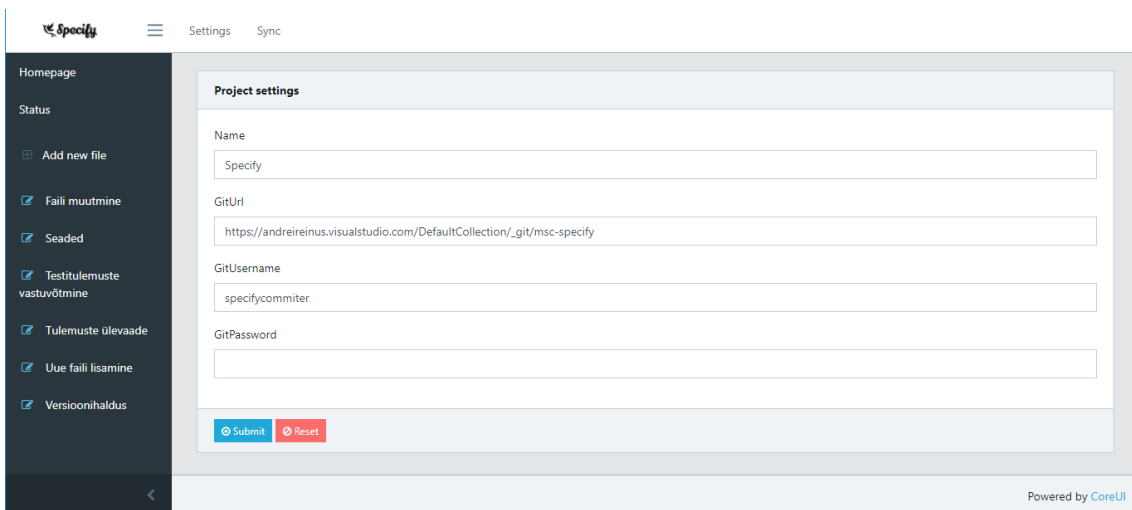 Specify
Settings
Sync
Homepage
Status
Add new file
Faili muutmine
Seaded
Testitulemuste
vastuvõtmine
Tulemuste ülevaade
Uue faili lisamine
Versioonihaldus
Project settings
Name
Specify
GitUrl
https://andreireinus.visualstudio.com/DefaultCollection/_git/msc-specify
GitUsername
specifycommiter
GitPassword
Submit
Reset
Powered by CoreUI